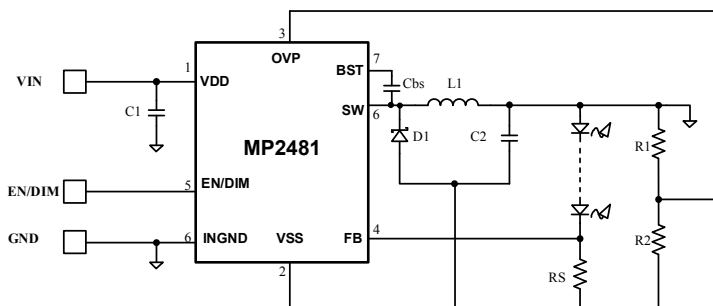 3
OVP
7
1
BST
VIN
VDD
Cbs
L1
C1
SW
6
D1
C2
R1
MP2481
EN/DIM
5
EN/DIM
GND
6
INGND
VSS
FB
4
R2
2
RS